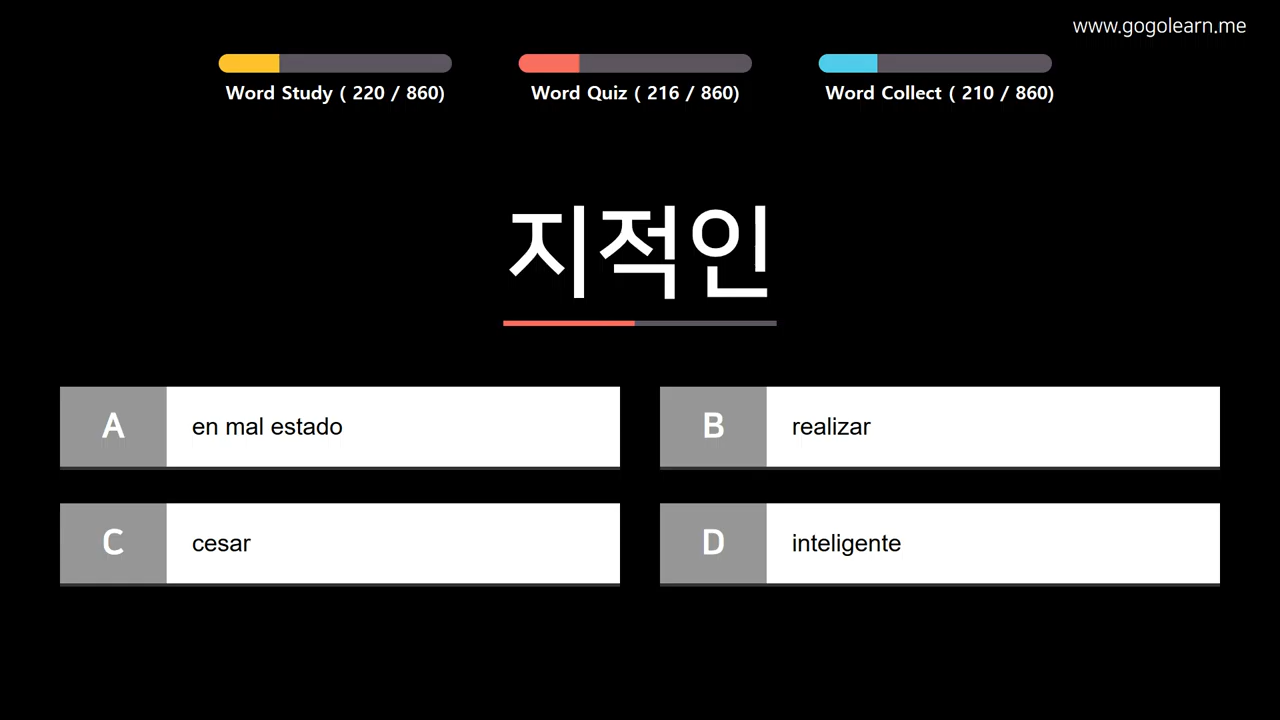 www.gogolearn.me
Word Study ( 220 / 860)
Word Quiz ( 216 / 860)
Word Collect ( 210 / 860)
지적인
A en mal estado
B realizar
C cesar
D inteligente